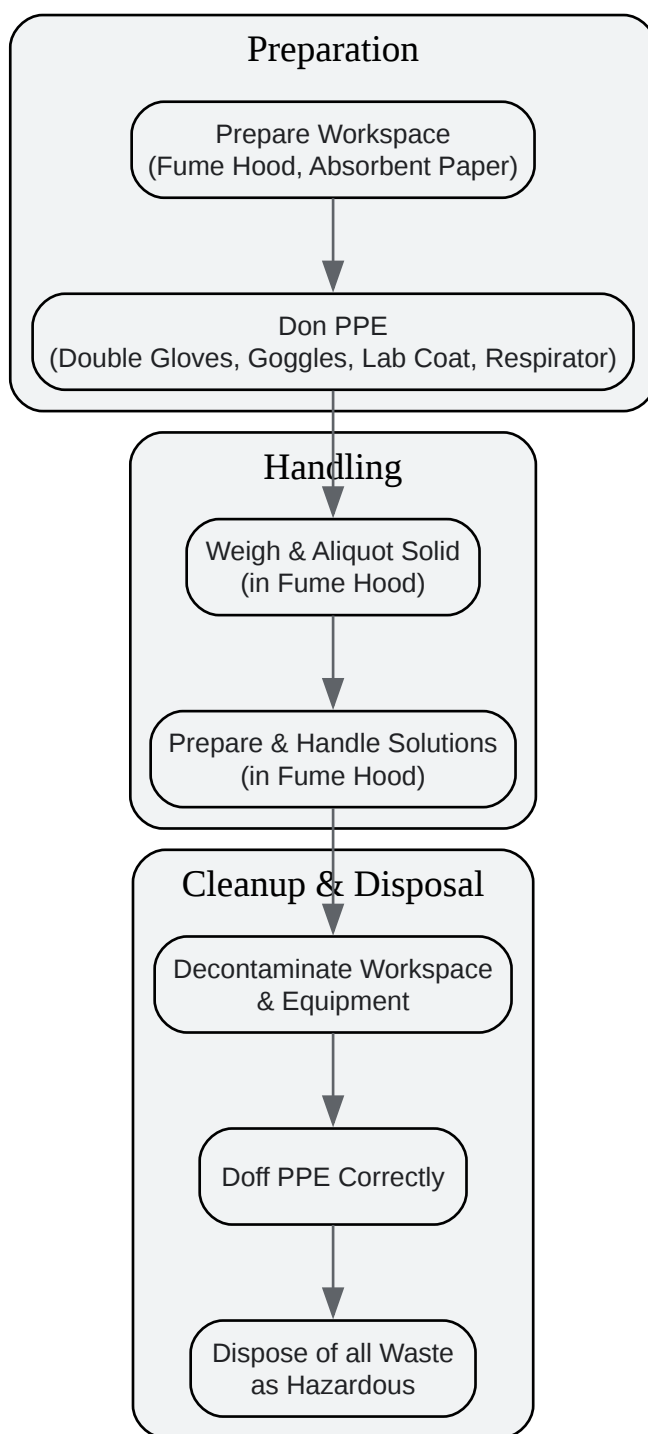 Preparation
Prepare Workspace
(Fume Hood, Absorbent Paper)
Don PPE
(Double Gloves, Goggles, Lab Coat, Respirator)
Handling
Weigh & Aliquot Solid
(in Fume Hood)
Prepare & Handle Solutions
(in Fume Hood)
Cleanup & Disposal
Decontaminate Workspace
& Equipment
Doff PPE Correctly
Dispose of all Waste
as Hazardous